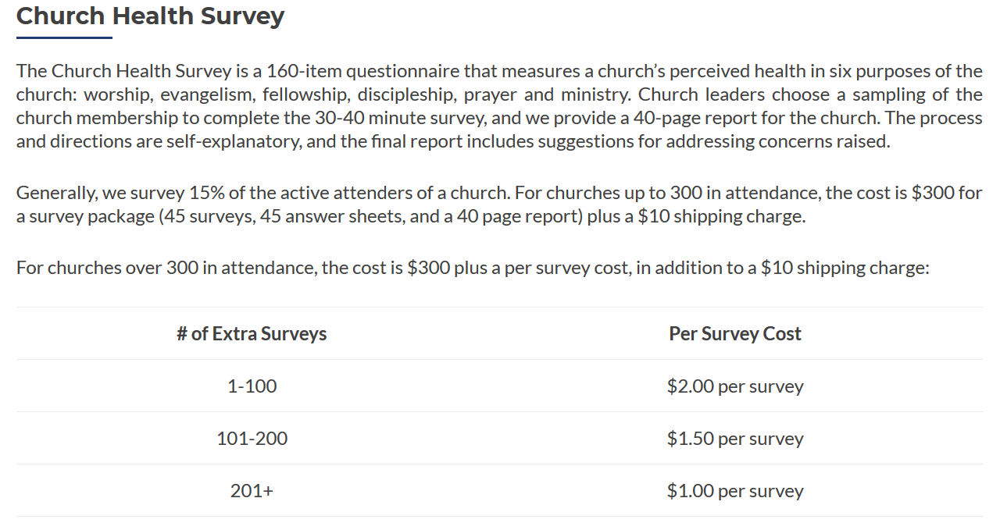 Church Health Survey
The Church Health Survey is a 160-item questionnaire that measures a church’s perceived health in six purposes of the
church: worship, evangelism, fellowship, discipleship, prayer and ministry. Church leaders choose a sampling of the
church membership to complete the 30-40 minute survey, and we provide a 40-page report for the church. The process
and directions are self-explanatory, and the final report includes suggestions for addressing concerns raised.
Generally, we survey 15% of the active attenders of a church. For churches up to 300 in attendance, the cost is $300 for
a survey package (45 surveys, 45 answer sheets, and a 40 page report) plus a $10 shipping charge.
For churches over 300 in attendance, the cost is $300 plus a per survey cost, in addition to a $10 shipping charge:
# of Extra Surveys Per Survey Cost
1-100 $2.00 per survey
101-200 $1.50 per survey
201+ $1.00 per survey